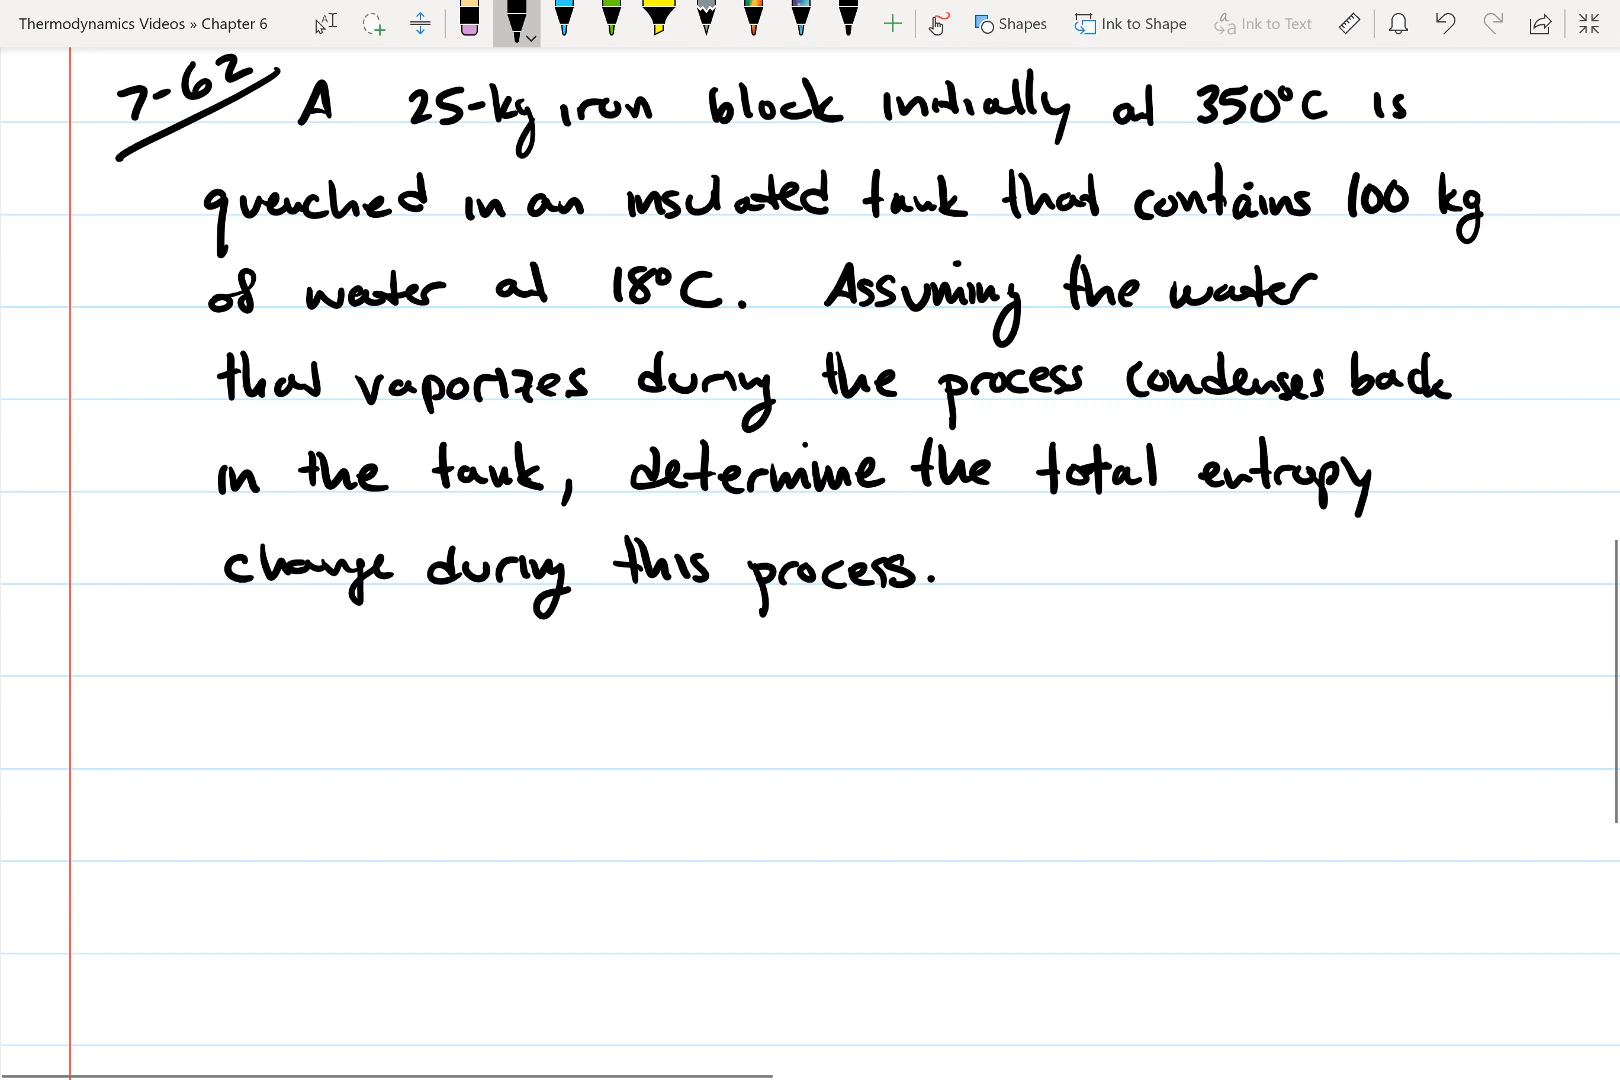 Thermodynamics Videos » Chapter 6 Shapes Ink to Shape Ink to Text
7-62 A 25-kg iron block initially at 350°C is
quenched in an insulated tank that contains 100 kg
of water at 18°C. Assuming the water
that vaporizes during the process condenses back
in the tank, determine the total entropy
change during this process.